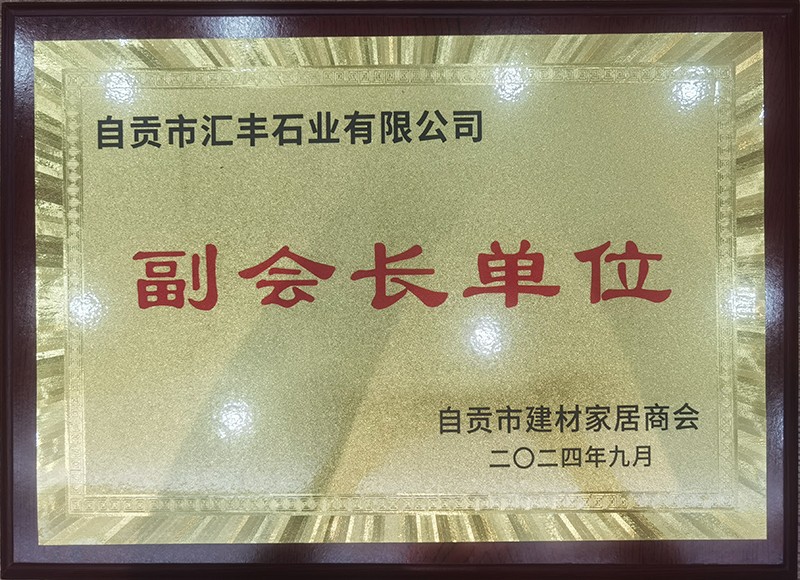 自贡市汇丰石业有限公司
副会长单位
自贡市建材家居商会
二〇二四年九月